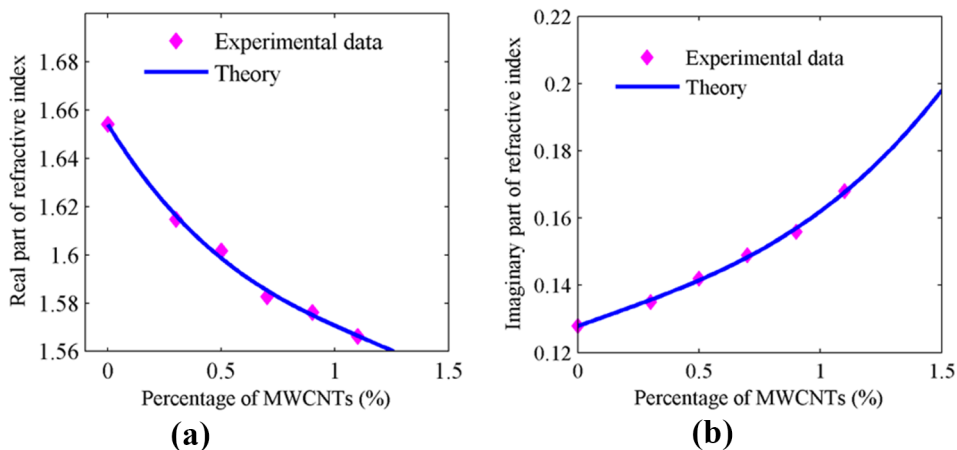 Real part of refractivre index
1.68
1.66
1.64
1.62
1.6
1.58
1.56
Experimental data
Theory
0
0.5
1
1.5
Percentage of MWCNTs (%)
(a)
Imaginary part of refractive index
0.22
0.2
0.18
0.16
0.14
0.12
Experimental data
Theory
0
0.5
1
1.5
Percentage of MWCNTs (%)
(b)